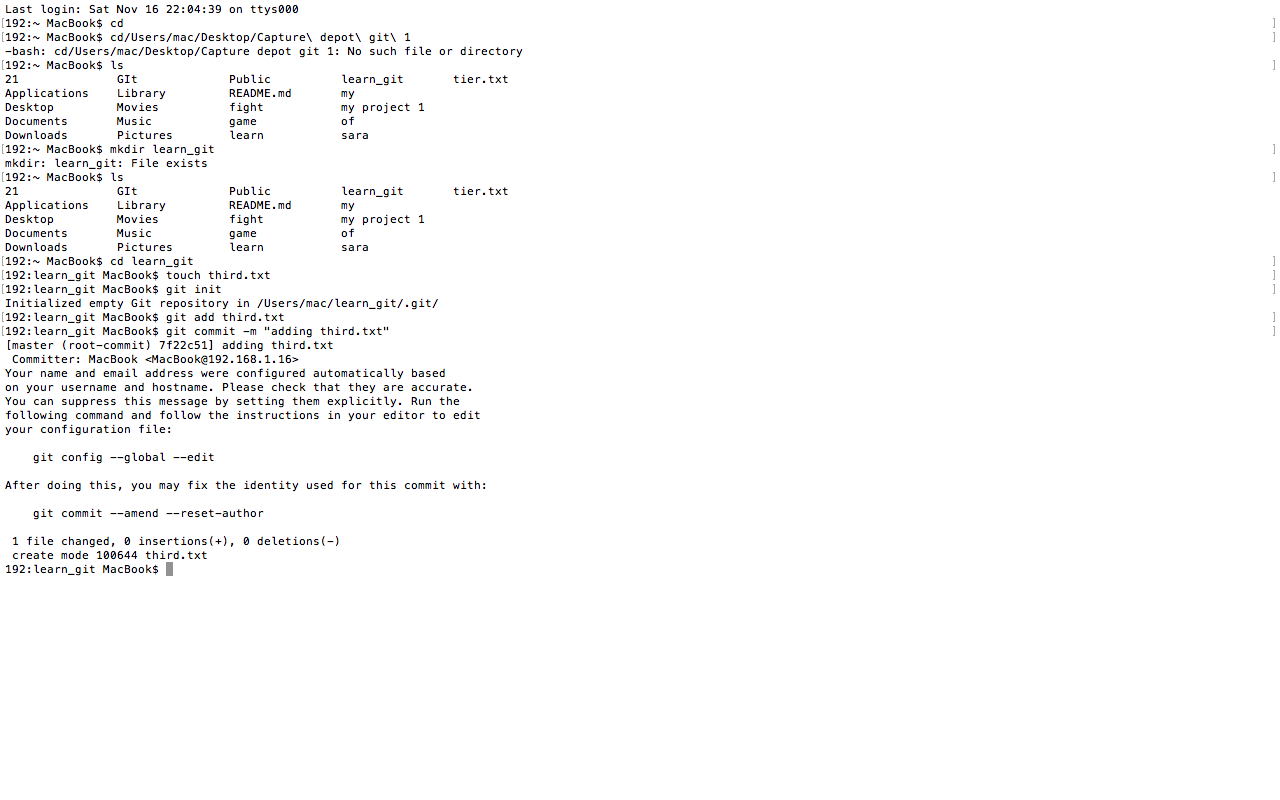 Last login: Sat Nov 16 22:04:39 on ttys000
[192:~ MacBook$ cd ]
[192:~ MacBook$ cd/Users/mac/Desktop/Capture\ depot\ git\ 1 ]
-bash: cd/Users/mac/Desktop/Capture depot git 1: No such file or directory
[192:~ MacBook$ ls ]
21 GIt Public learn_git tier.txt
Applications Library README.md my
Desktop Movies fight my project 1
Documents Music game of
Downloads Pictures learn sara
[192:~ MacBook$ mkdir learn_git ]
mkdir: learn_git: File exists
[192:~ MacBook$ ls ]
21 GIt Public learn_git tier.txt
Applications Library README.md my
Desktop Movies fight my project 1
Documents Music game of
Downloads Pictures learn sara
[192:~ MacBook$ cd learn_git ]
[192:learn_git MacBook$ touch third.txt ]
[192:learn_git MacBook$ git init ]
Initialized empty Git repository in /Users/mac/learn_git/.git/
[192:learn_git MacBook$ git add third.txt ]
[192:learn_git MacBook$ git commit -m "adding third.txt" ]
[master (root-commit) 7f22c51] adding third.txt
Committer: MacBook <MacBook@192.168.1.16>
Your name and email address were configured automatically based
on your username and hostname. Please check that they are accurate.
You can suppress this message by setting them explicitly. Run the
following command and follow the instructions in your editor to edit
your configuration file:
git config --global --edit
After doing this, you may fix the identity used for this commit with:
git commit --amend --reset-author
1 file changed, 0 insertions(+), 0 deletions(-)
create mode 100644 third.txt
192:learn_git MacBook$